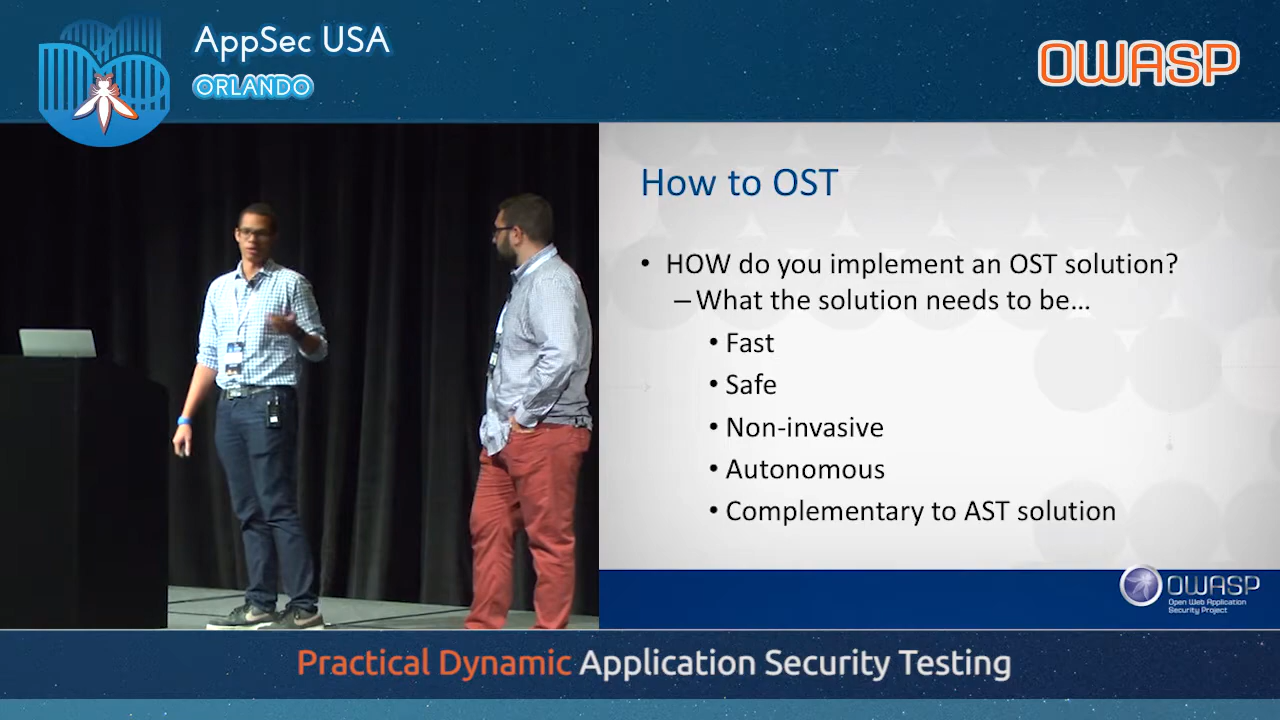 AppSec USA
ORLANDO
OWASP
How to OST
• HOW do you implement an OST solution?
– What the solution needs to be...
• Fast
• Safe
• Non-invasive
• Autonomous
• Complementary to AST solution
OWASP
Open Web Application
Security Project
Practical Dynamic Application Security Testing